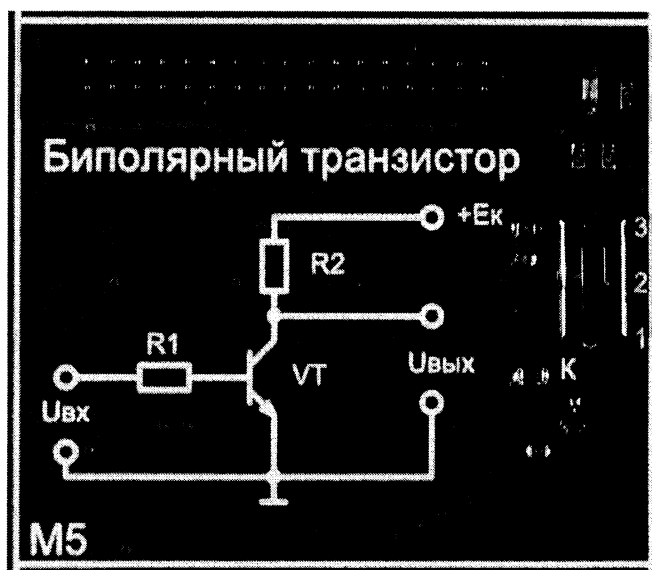 Биполярный транзистор
+Ек
R2
3
2
1
R1
VT
Uвых
К
Uвх
М5